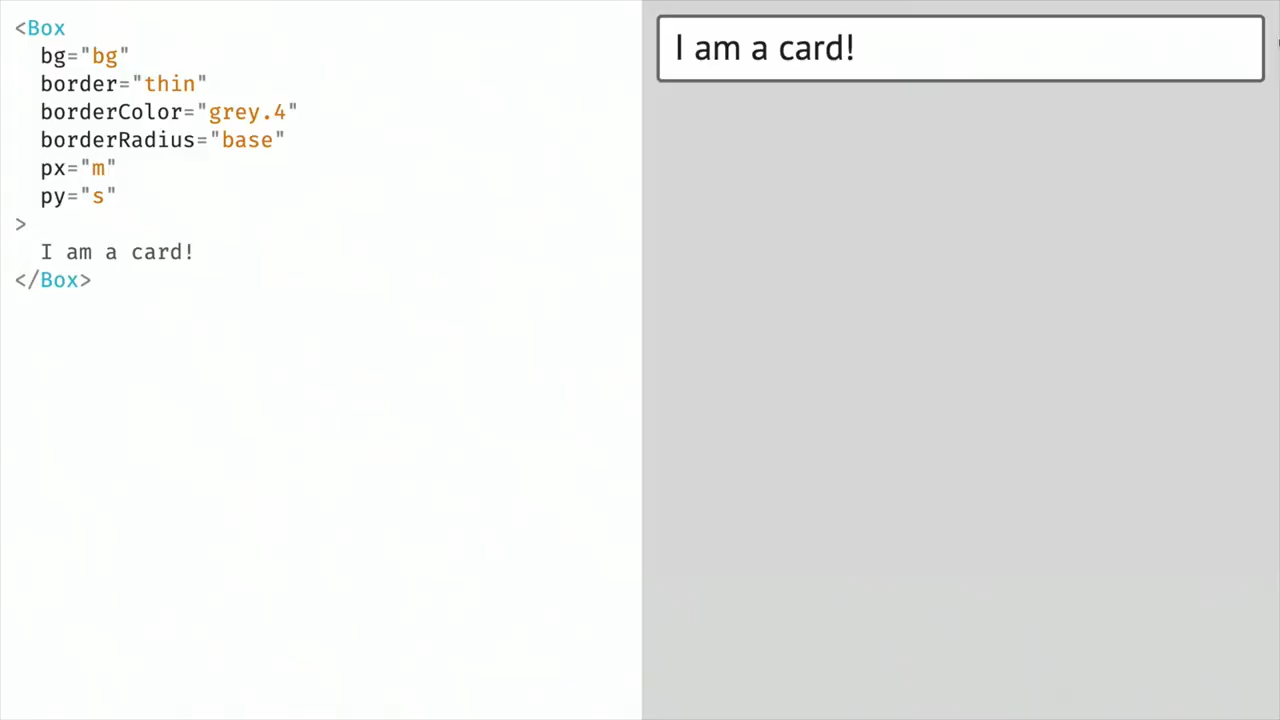 <Box
bg="bg"
border="thin"
borderColor="grey.4"
borderRadius="base"
px="m"
py="s"
>
I am a card!
</Box>
I am a card!